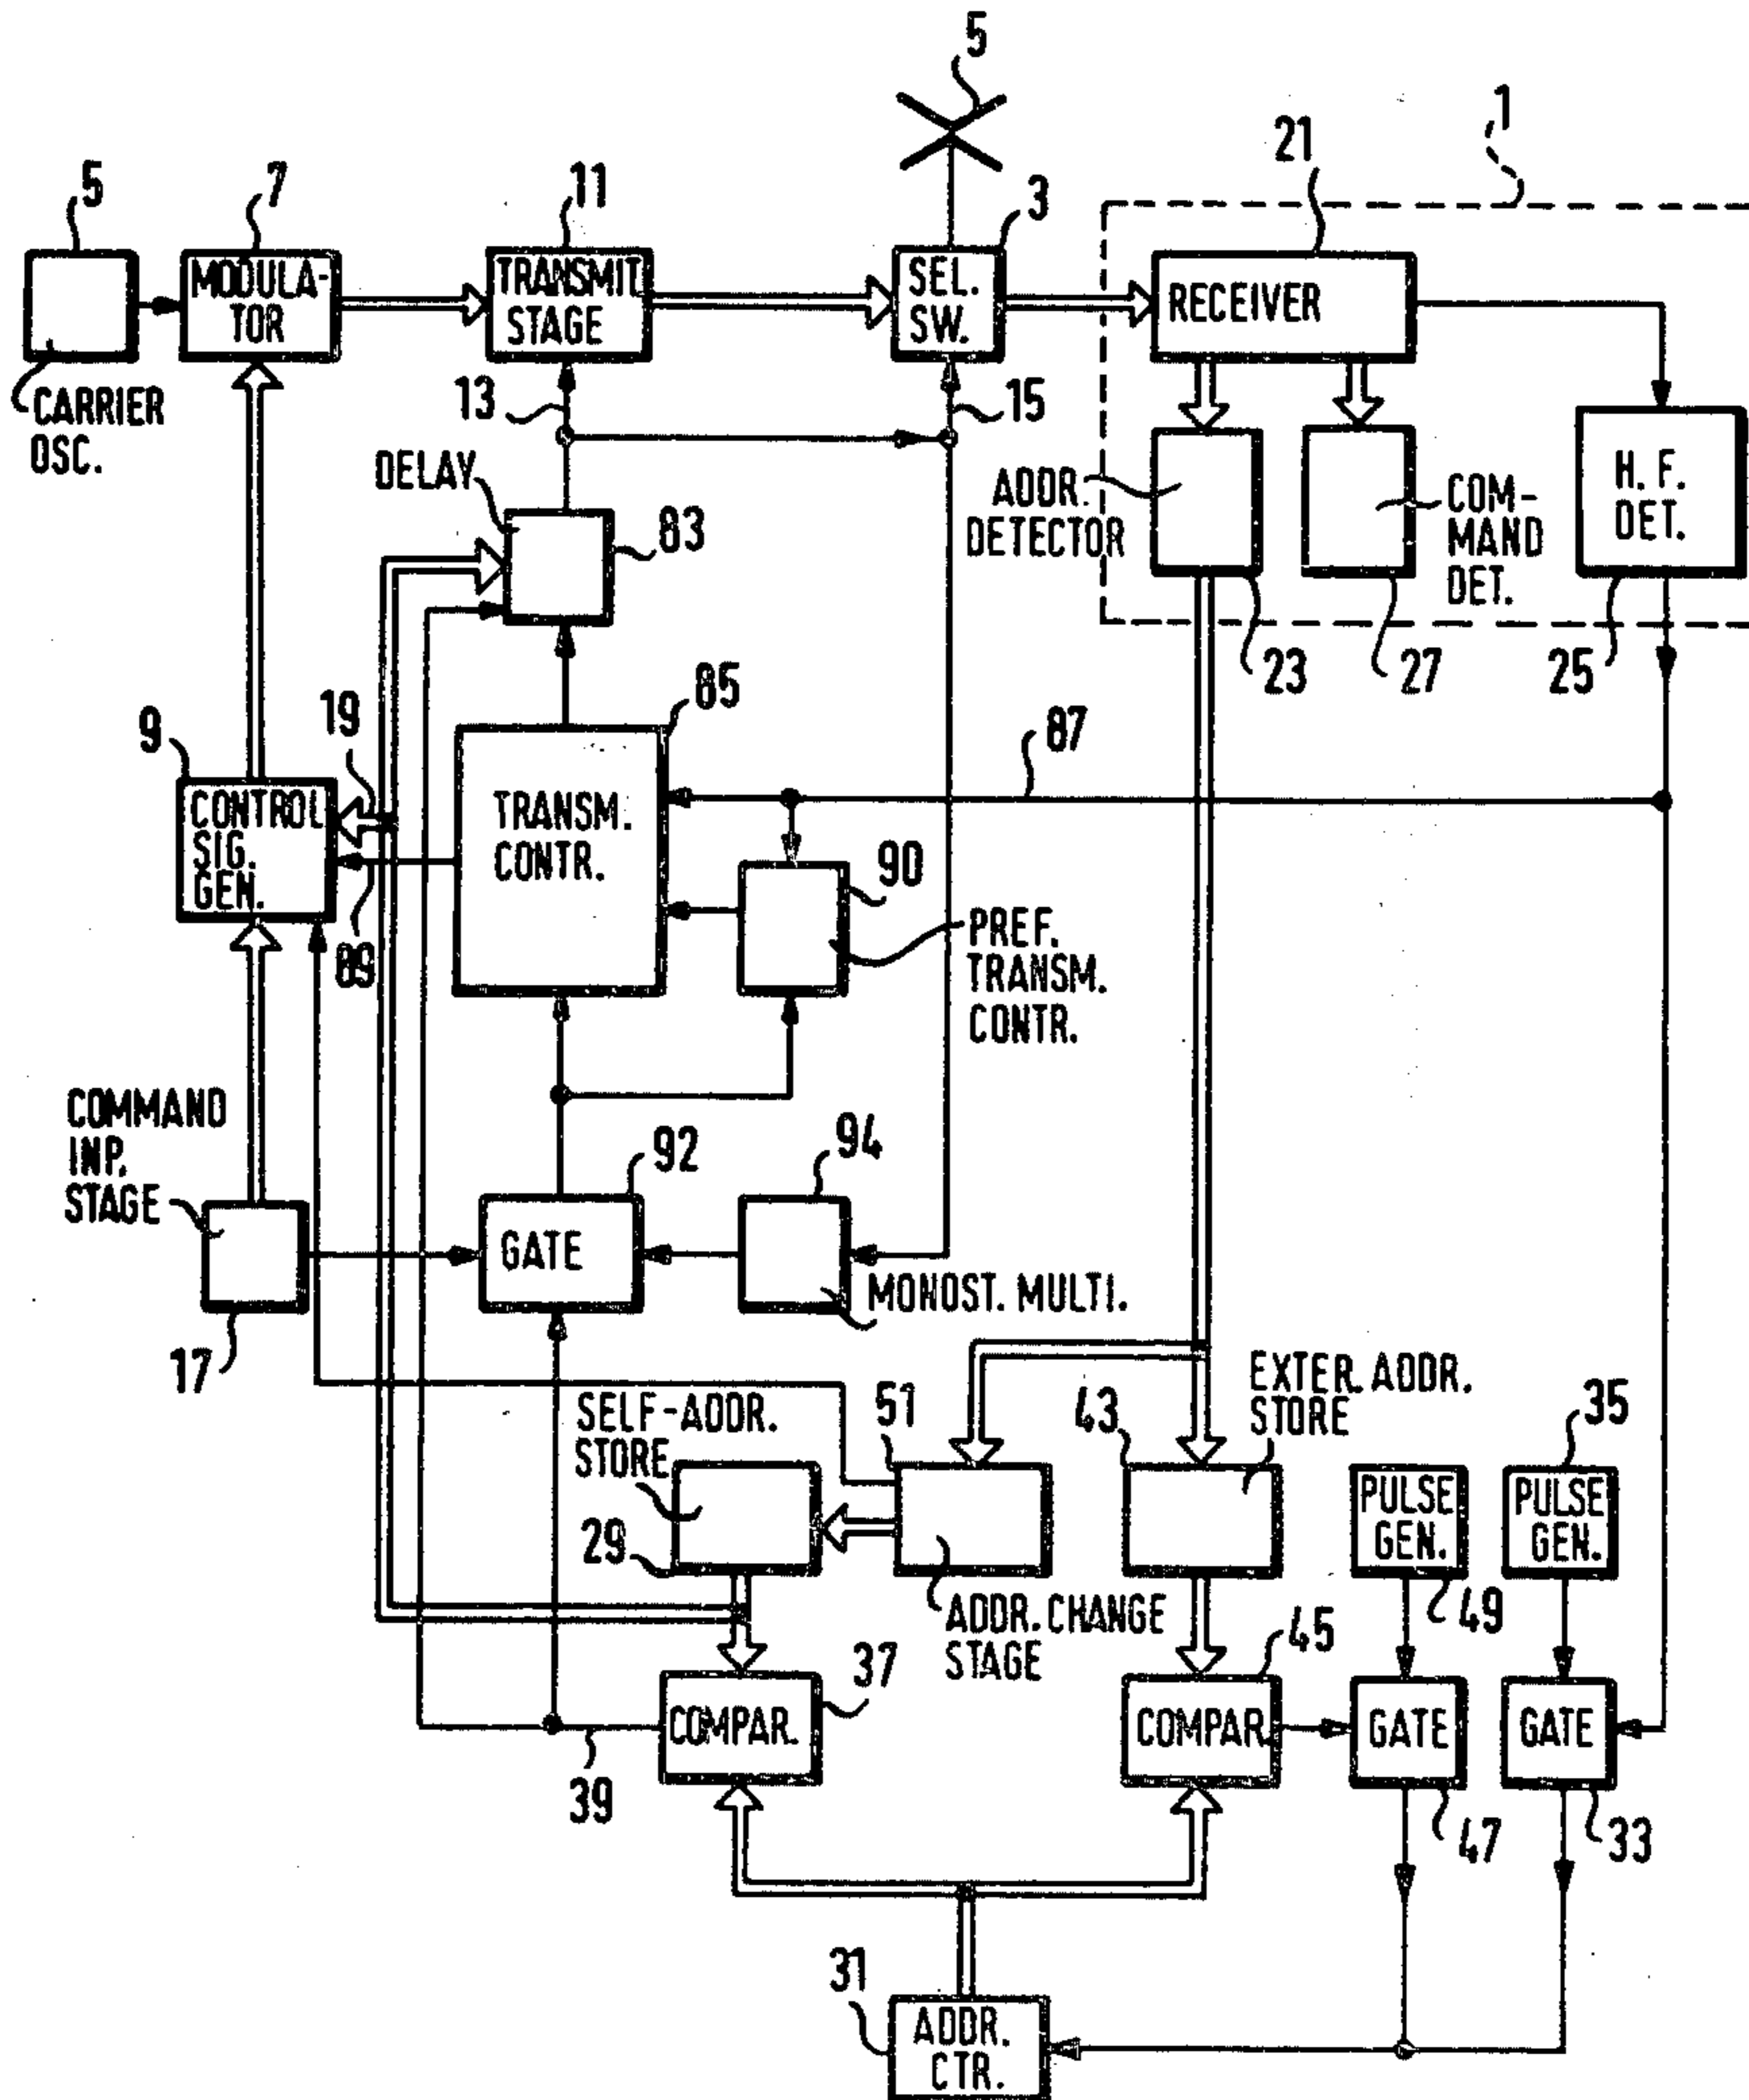 5
1
21
5
7
11
3
MODULA-
TOR
TRANSMIT
STAGE
SEL.
SW.
RECEIVER
CARRIER
OSC.
13
15
DELAY
83
ADDR.
DETECTOR
COM-
MAND
DET.
H. F.
DET.
23
27
25
85
87
9
19
CONTROL
SIG.
GEN.
TRANSM.
CONTR.
89
90
PREF.
TRANSM.
CONTR.
COMMAND
INP.
STAGE
92
94
GATE
MONOST. MULTI.
17
SELF-ADDR.
STORE
51
43
EXTER. ADDR.
STORE
35
PULSE
GEN.
PULSE
GEN.
29
ADDR. CHANGE
STAGE
49
37
45
COMPAR.
COMPAR.
GATE
GATE
39
47
33
31
ADDR.
CTR.